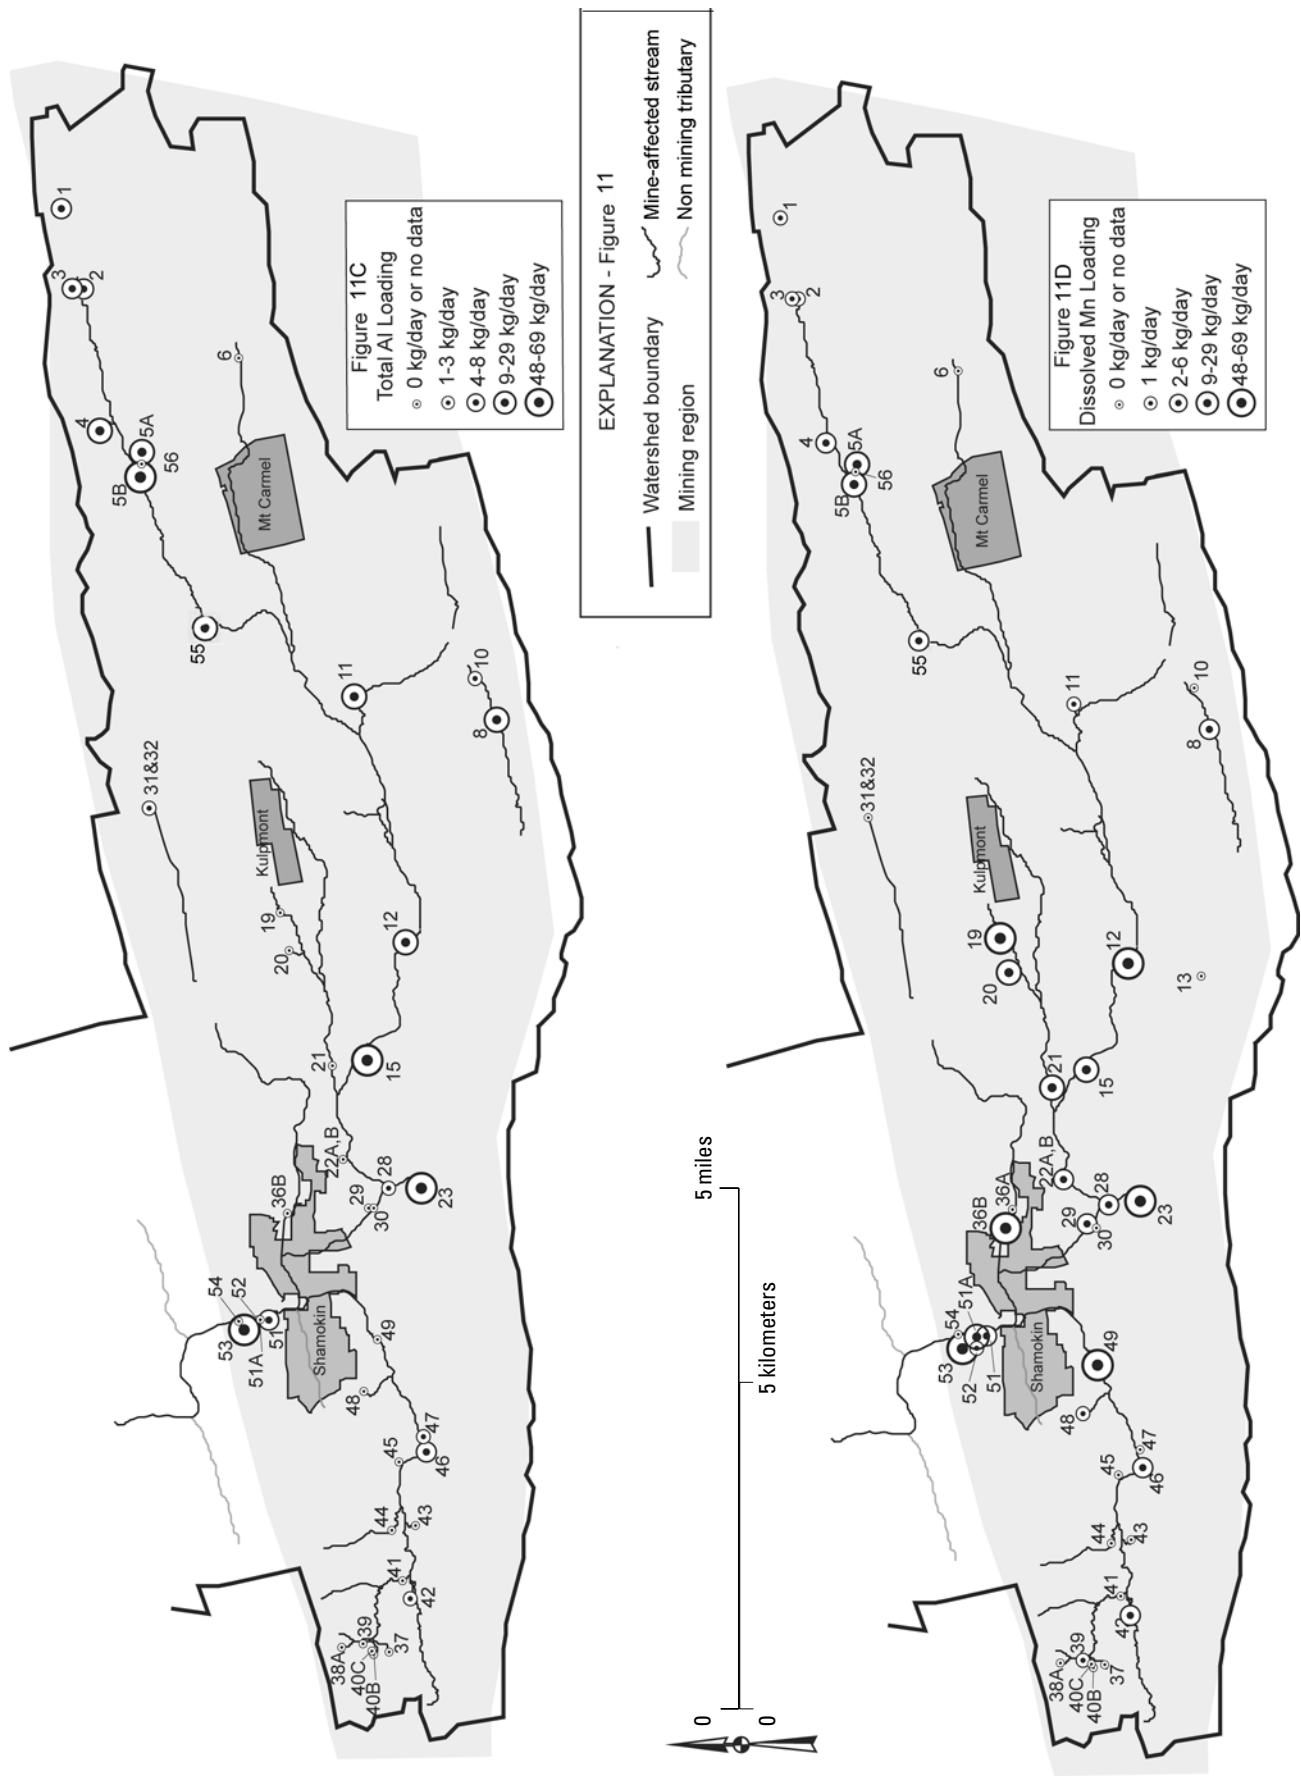 1
3
2
4
5A
56
5B
6
Mt Carmel
55
11
10
8
31&32
Kulpmont
19
20
12
21
15
22A,B
28
23
29
30
36B
54
52
53
51
51A
Shamokin
49
48
47
46
45
44
43
41
42
39
38A
40C
40B
37
Figure 11C
Total Al Loading
0 kg/day or no data
1-3 kg/day
4-8 kg/day
9-29 kg/day
48-69 kg/day
EXPLANATION - Figure 11
Watershed boundary
Mine-affected stream
Mining region
Non mining tributary
0
5 miles
0
5 kilometers
1
3
2
4
5A
56
5B
6
Mt Carmel
55
11
10
8
31&32
Kulpmont
19
20
12
13
21
15
22A,B
28
23
29
30
36B
36A
54
51A
53
52
51
Shamokin
49
48
47
46
45
44
43
41
42
39
38A
40C
40B
37
Figure 11D
Dissolved Mn Loading
0 kg/day or no data
1 kg/day
2-6 kg/day
9-29 kg/day
48-69 kg/day